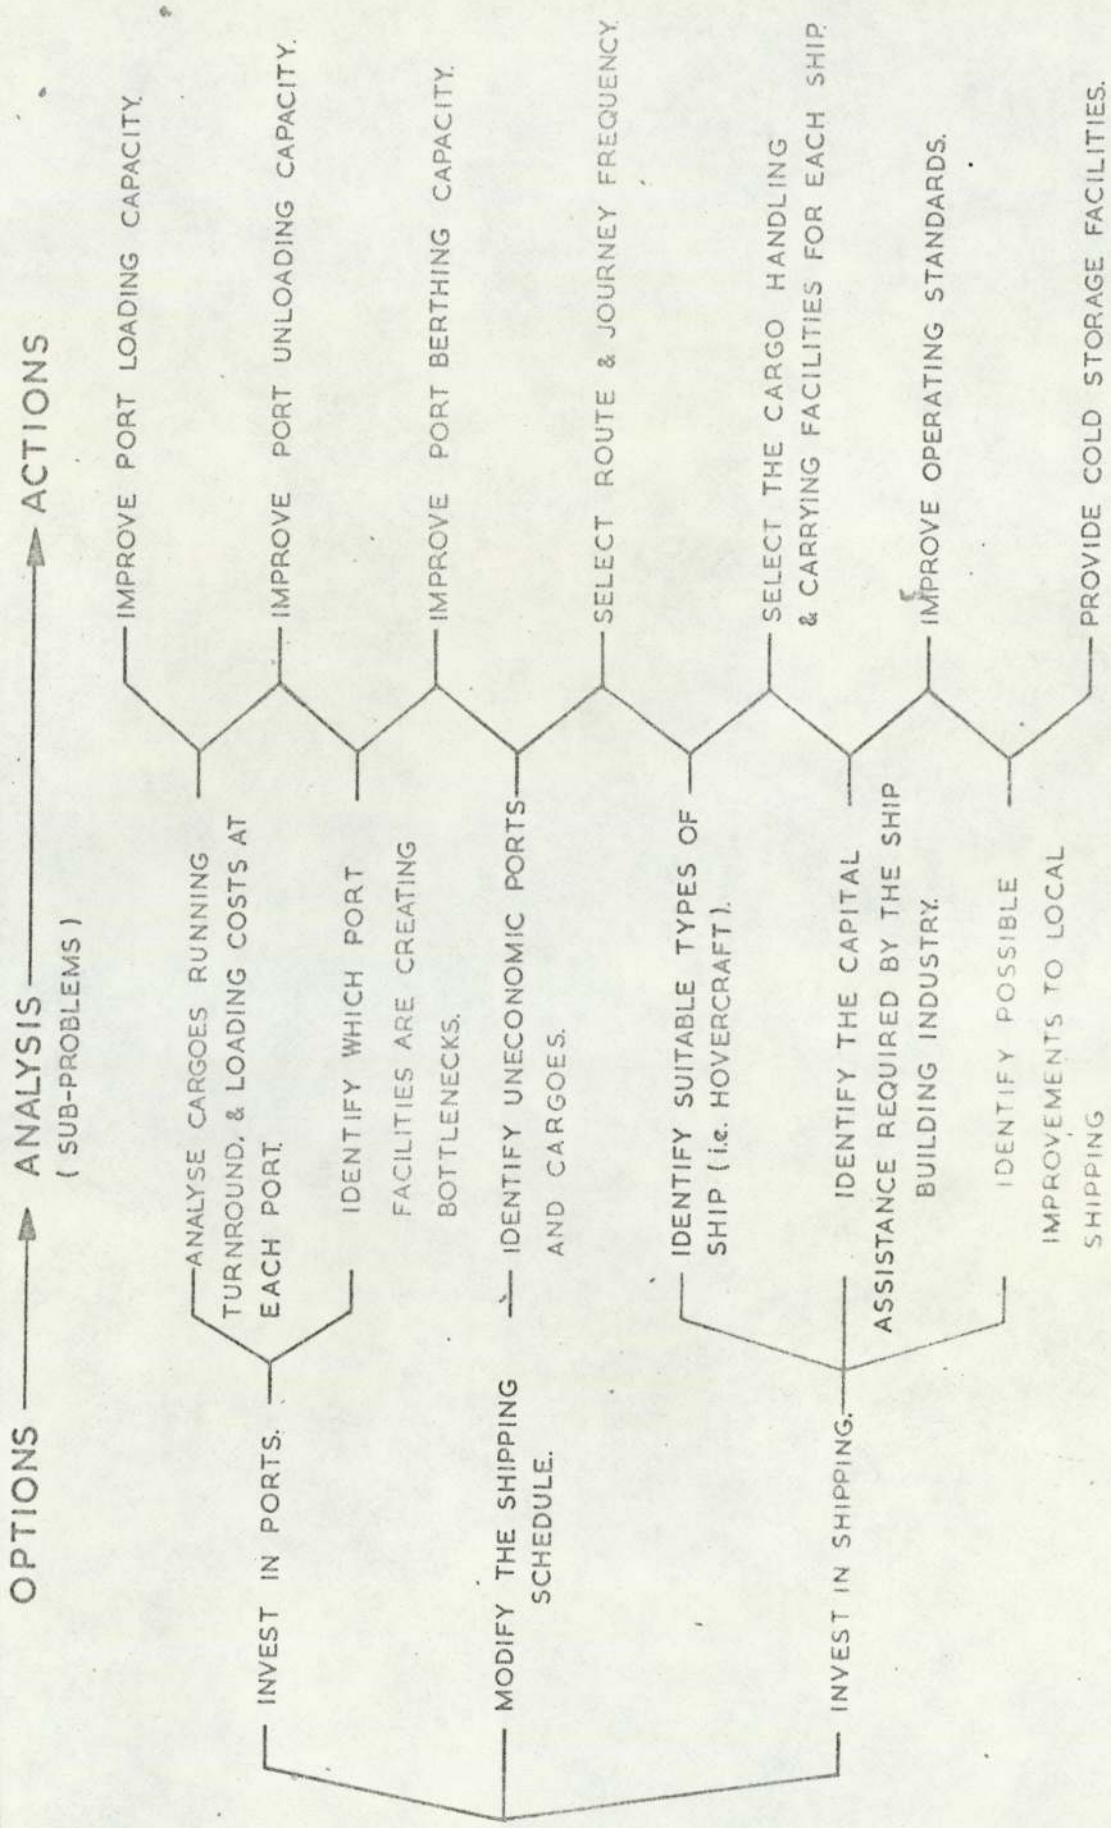 OPTIONS ANALYSIS ACTIONS
(SUB-PROBLEMS)
INVEST IN PORTS.
MODIFY THE SHIPPING
SCHEDULE.
INVEST IN SHIPPING.
ANALYSE CARGOES RUNNING
TURNROUND, & LOADING COSTS AT
EACH PORT.
IDENTIFY WHICH PORT
FACILITIES ARE CREATING
BOTTLENECKS.
IDENTIFY UNECONOMIC PORTS
AND CARGOES.
IDENTIFY SUITABLE TYPES OF
SHIP (i.e. HOVERCRAFT).
IDENTIFY THE CAPITAL
ASSISTANCE REQUIRED BY THE SHIP
BUILDING INDUSTRY.
IDENTIFY POSSIBLE
IMPROVEMENTS TO LOCAL
SHIPPING
IMPROVE PORT LOADING CAPACITY.
IMPROVE PORT UNLOADING CAPACITY.
IMPROVE PORT BERTHING CAPACITY.
SELECT ROUTE & JOURNEY FREQUENCY.
SELECT THE CARGO HANDLING
& CARRYING FACILITIES FOR EACH SHIP.
IMPROVE OPERATING STANDARDS.
PROVIDE COLD STORAGE FACILITIES.